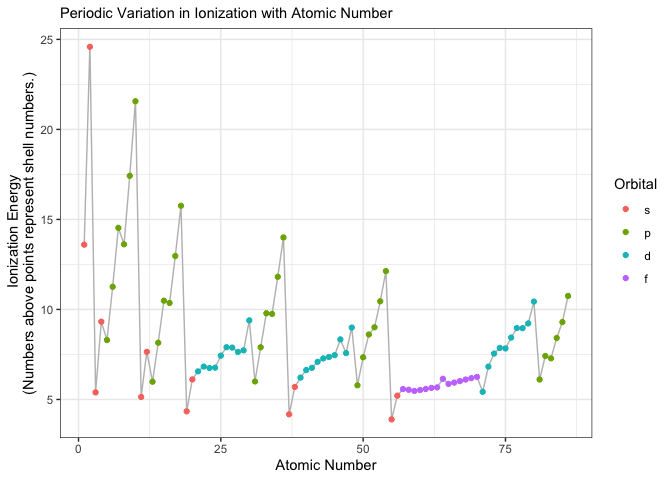 Periodic Variation in Ionization with Atomic Number
Ionization Energy
(Numbers above points represent shell numbers.)
25
20
15
10
5
0
25
50
75
Atomic Number
Orbital
s
p
d
f